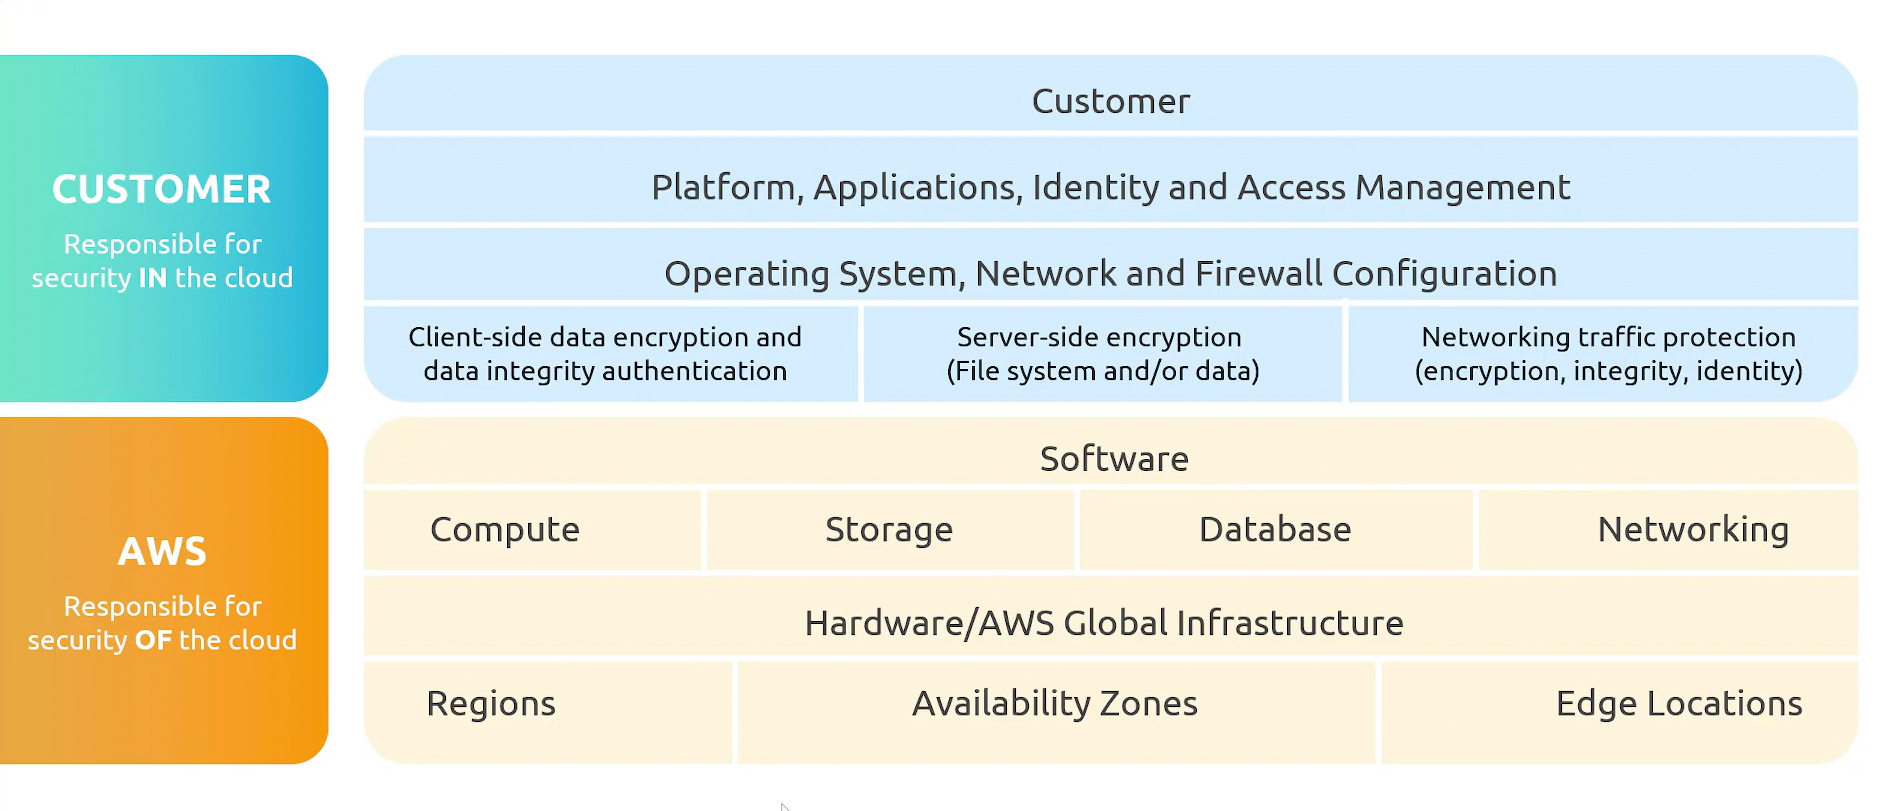 CUSTOMER
Responsible for
security IN the cloud
Customer
Platform, Applications, Identity and Access Management
Operating System, Network and Firewall Configuration
Client-side data encryption and
data integrity authentication
Server-side encryption
(File system and/or data)
Networking traffic protection
(encryption, integrity, identity)
AWS
Responsible for
security OF the cloud
Software
Compute
Storage
Database
Networking
Hardware/AWS Global Infrastructure
Regions
Availability Zones
Edge Locations